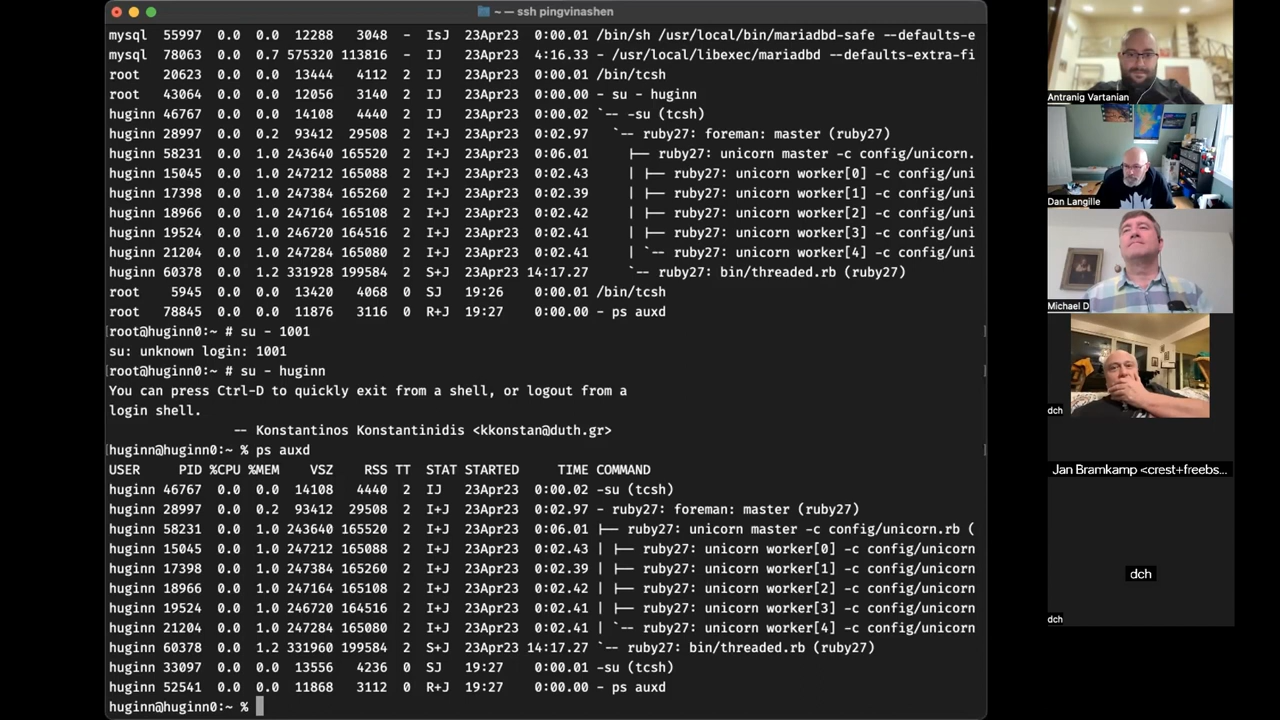 ~ — ssh pingvinashen
mysql 55997 0.0 0.0 12288 3048 - IsJ 23Apr23 0:00.01 /bin/sh /usr/local/bin/mariadbd-safe --defaults-e
mysql 78063 0.0 0.7 575320 113816 - IJ 23Apr23 4:16.33 - /usr/local/libexec/mariadbd --defaults-extra-fi
root 20623 0.0 0.0 13444 4112 2 IJ 23Apr23 0:00.01 /bin/tcsh
root 43064 0.0 0.0 12056 3140 2 IJ 23Apr23 0:00.00 - su - huginn
huginn 46767 0.0 0.0 14108 4440 2 IJ 23Apr23 0:00.02 `-- -su (tcsh)
huginn 28997 0.0 0.2 93412 29508 2 I+J 23Apr23 0:02.97 `-- ruby27: foreman: master (ruby27)
huginn 58231 0.0 1.0 243640 165520 2 I+J 23Apr23 0:06.01 ├── ruby27: unicorn master -c config/unicorn.
huginn 15045 0.0 1.0 247212 165088 2 I+J 23Apr23 0:02.43 | ├── ruby27: unicorn worker[0] -c config/uni
huginn 17398 0.0 1.0 247384 165260 2 I+J 23Apr23 0:02.39 | ├── ruby27: unicorn worker[1] -c config/uni
huginn 18966 0.0 1.0 247164 165108 2 I+J 23Apr23 0:02.42 | ├── ruby27: unicorn worker[2] -c config/uni
huginn 19524 0.0 1.0 246720 164516 2 I+J 23Apr23 0:02.41 | ├── ruby27: unicorn worker[3] -c config/uni
huginn 21204 0.0 1.0 247284 165080 2 I+J 23Apr23 0:02.41 | `-- ruby27: unicorn worker[4] -c config/uni
huginn 60378 0.0 1.2 331928 199584 2 S+J 23Apr23 14:17.27 `-- ruby27: bin/threaded.rb (ruby27)
root 5945 0.0 0.0 13420 4068 0 SJ 19:26 0:00.01 /bin/tcsh
root 78845 0.0 0.0 11876 3316 0 R+J 19:27 0:00.00 - ps auxd
[root@huginn0:~ # su - 1001 ]
su: unknown login: 1001
[root@huginn0:~ # su - huginn ]
You can press Ctrl-D to quickly exit from a shell, or logout from a
login shell.
-- Konstantinos Konstantinidis <kkonstan@duth.gr>
[huginn@huginn0:~ % ps auxd ]
USER PID %CPU %MEM VSZ RSS TT STAT STARTED TIME COMMAND
huginn 46767 0.0 0.0 14108 4440 2 IJ 23Apr23 0:00.02 -su (tcsh)
huginn 28997 0.0 0.2 93412 29508 2 I+J 23Apr23 0:02.97 - ruby27: foreman: master (ruby27)
huginn 58231 0.0 1.0 243640 165520 2 I+J 23Apr23 0:06.01 ├── ruby27: unicorn master -c config/unicorn.rb (
huginn 15045 0.0 1.0 247212 165088 2 I+J 23Apr23 0:02.43 | ├── ruby27: unicorn worker[0] -c config/unicorn
huginn 17398 0.0 1.0 247384 165260 2 I+J 23Apr23 0:02.39 | ├── ruby27: unicorn worker[1] -c config/unicorn
huginn 18966 0.0 1.0 247164 165108 2 I+J 23Apr23 0:02.42 | ├── ruby27: unicorn worker[2] -c config/unicorn
huginn 19524 0.0 1.0 246720 164516 2 I+J 23Apr23 0:02.41 | ├── ruby27: unicorn worker[3] -c config/unicorn
huginn 21204 0.0 1.0 247284 165080 2 I+J 23Apr23 0:02.41 | `-- ruby27: unicorn worker[4] -c config/unicorn
huginn 60378 0.0 1.2 331960 199584 2 S+J 23Apr23 14:17.27 `-- ruby27: bin/threaded.rb (ruby27)
huginn 33097 0.0 0.0 13556 4236 0 SJ 19:27 0:00.01 -su (tcsh)
huginn 52541 0.0 0.0 11868 3112 0 R+J 19:27 0:00.00 - ps auxd
huginn@huginn0:~ %
Antranig Vartanian
Dan Langille
Michael D
dch
Jan Bramkamp <crest+freebs...
dch
dch